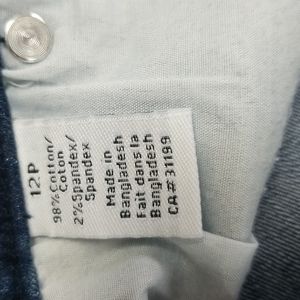 12P
98%Cotton/
Coton
2%Spandex/
Spandex
Made in
Bangladesh
Fait dans la
Bangladesh
CA# 31199